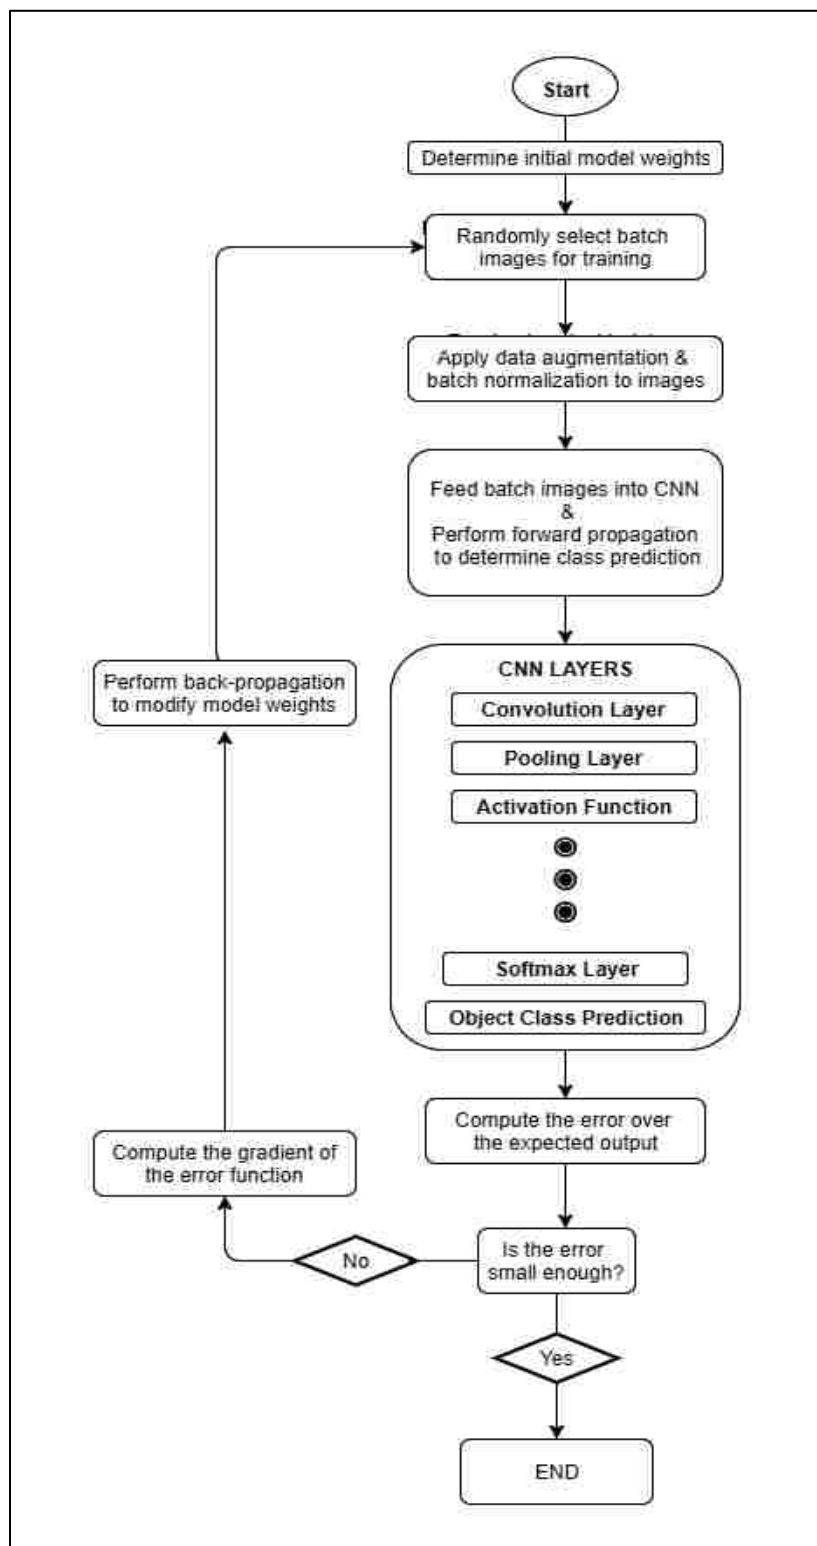 Start
Determine initial model weights
Randomly select batch
images for training
Apply data augmentation &
batch normalization to images
Feed batch images into CNN
&
Perform forward propagation
to determine class prediction
CNN LAYERS
Convolution Layer
Pooling Layer
Activation Function
Softmax Layer
Object Class Prediction
Compute the error over
the expected output
Is the error
small enough?
Yes
END
No
Compute the gradient of
the error function
Perform back-propagation
to modify model weights